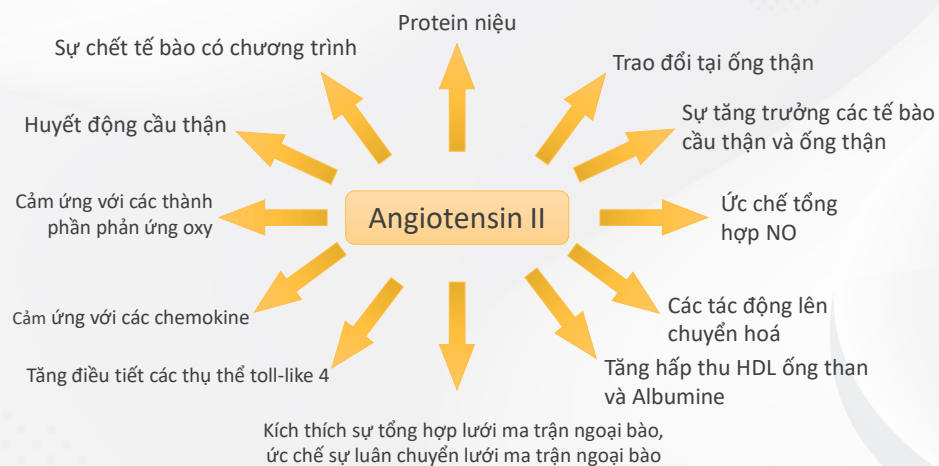 Protein niệu
Sự chết tế bào có chương trình
Trao đổi tại ống thận
Huyết động cầu thận
Sự tăng trưởng các tế bào
cầu thận và ống thận
Cảm ứng với các thành
phần phản ứng oxy
Angiotensin II
Ức chế tổng
hợp NO
Cảm ứng với các chemokine
Các tác động lên
chuyển hoá
Tăng điều tiết các thụ thể toll-like 4
Tăng hấp thu HDL ống than
và Albumine
Kích thích sự tổng hợp lưới ma trận ngoại bào,
ức chế sự luân chuyển lưới ma trận ngoại bào